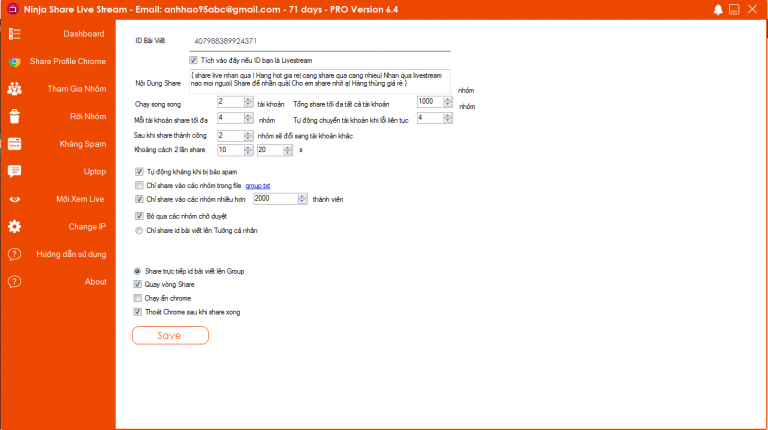 Ninja Share Live Stream - Email: anhhao95abc@gmail.com - 71 days - PRO Version 6.4
Dashboard
Share Profile Chrome
Tham Gia Nhóm
Rời Nhóm
Kháng Spam
Uptop
Mời Xem Live
Change IP
Hướng dẫn sử dụng
About
ID Bài Viết 407988389924371
Tích vào đây nếu ID bạn là Livestream
Nội Dung Share { share live nhan qua | Hang hot gia re| cang share qua cang nhieu| Nhan qua livestream
nao moi nguoi| Share để nhận quà| Cho em share nhờ ạ| Hàng thùng giá rẻ }
nhóm
Chạy song song 2 tài khoản Tổng share tối đa tất cả tài khoản 1000 nhóm
Mỗi tài khoản share tối đa 4 nhóm Tự động chuyển tài khoản khi lỗi liên tục 4
Sau khi share thành công 2 nhóm sẽ đổi sang tài khoản khác
Khoảng cách 2 lần share 10 20 s
Tự động kháng khi bị báo spam
Chỉ share vào các nhóm trong file group.txt
Chỉ share vào các nhóm nhiều hơn 2000 thành viên
Bỏ qua các nhóm chờ duyệt
Chỉ share id bài viết lên Tường cá nhân
Share trực tiếp id bài viết lên Group
Quay vòng Share
Chạy ẩn chrome
Thoát Chrome sau khi share xong
Save